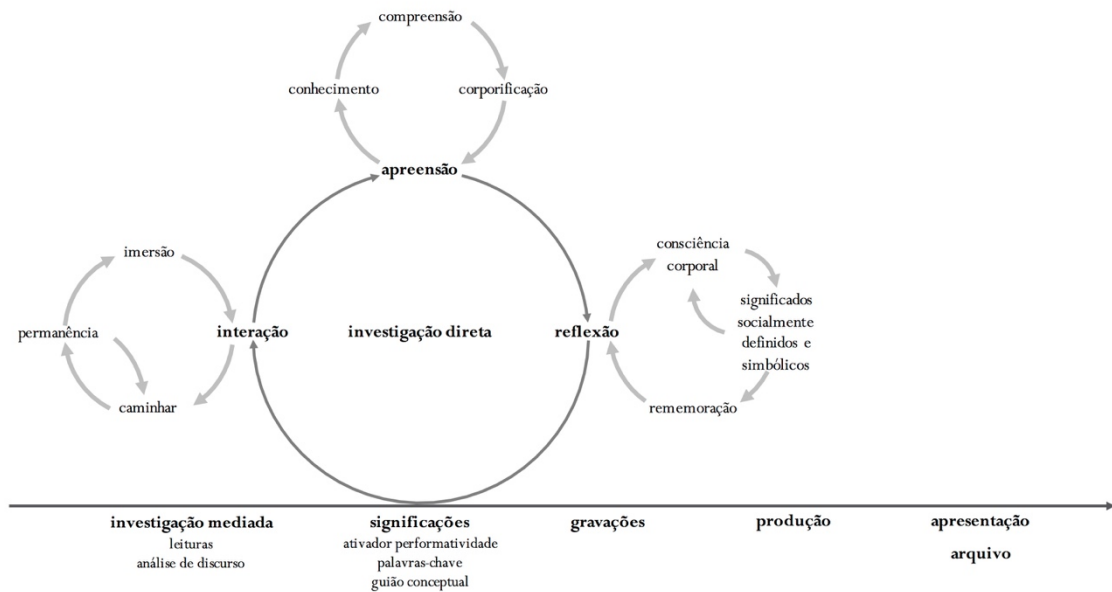 compreensão
conhecimento
corporificação
apreensão
imersão
permanência
interação
caminhar
investigação direta
reflexão
consciência
corporal
significados
socialmente
definidos e
simbólicos
rememoração
investigação mediada
leituras
análise de discurso
significações
ativador performatividade
palavras-chave
guião conceptual
gravações
produção
apresentação
arquivo